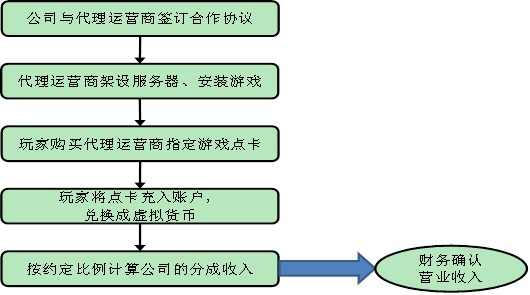 公司与代理运营商签订合作协议
代理运营商架设服务器、安装游戏
玩家购买代理运营商指定游戏点卡
玩家将点卡充入账户，
兑换成虚拟货币
按约定比例计算公司的分成收入
财务确认
营业收入